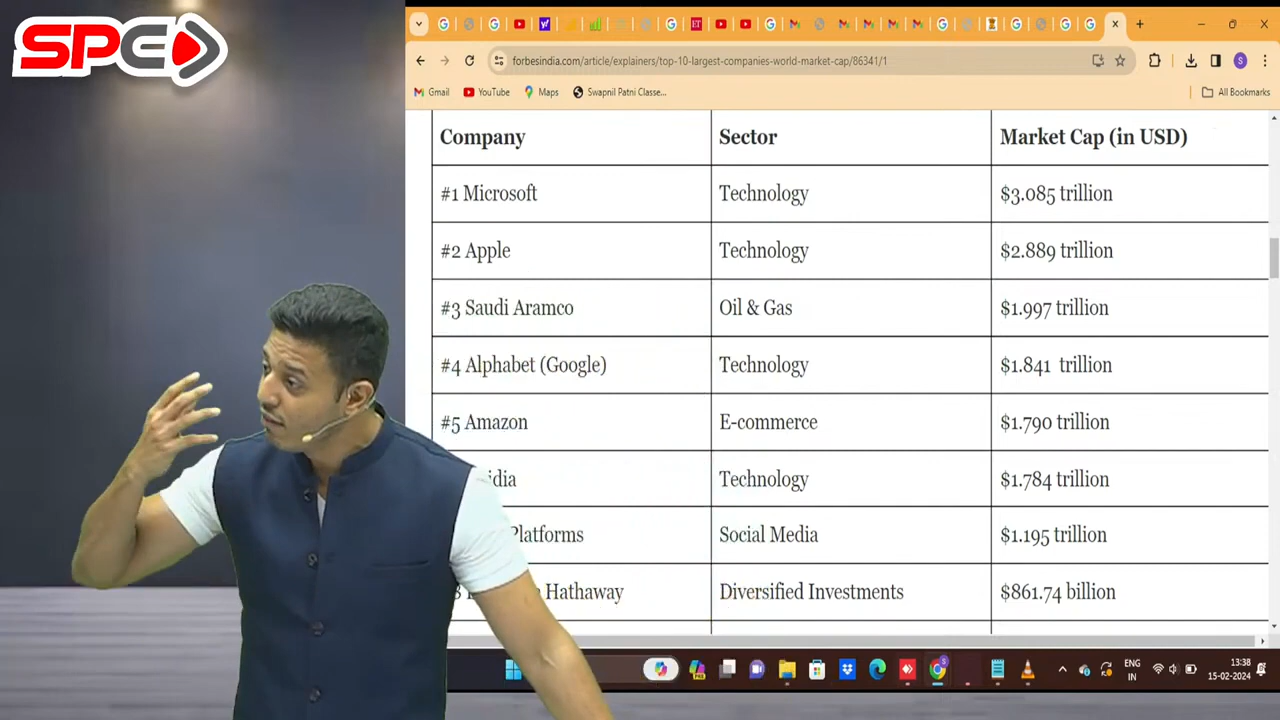 SPC
forbesindia.com/article/explainers/top-10-largest-companies-world-market-cap/86341/1
Gmail YouTube Maps Swapnil Patni Classe... All Bookmarks
Company Sector Market Cap (in USD)
#1 Microsoft Technology $3.085 trillion
#2 Apple Technology $2.889 trillion
#3 Saudi Aramco Oil & Gas $1.997 trillion
#4 Alphabet (Google) Technology $1.841 trillion
#5 Amazon E-commerce $1.790 trillion
idia Technology $1.784 trillion
Platforms Social Media $1.195 trillion
Hathaway Diversified Investments $861.74 billion
ENG 13:38
IN 15-02-2024